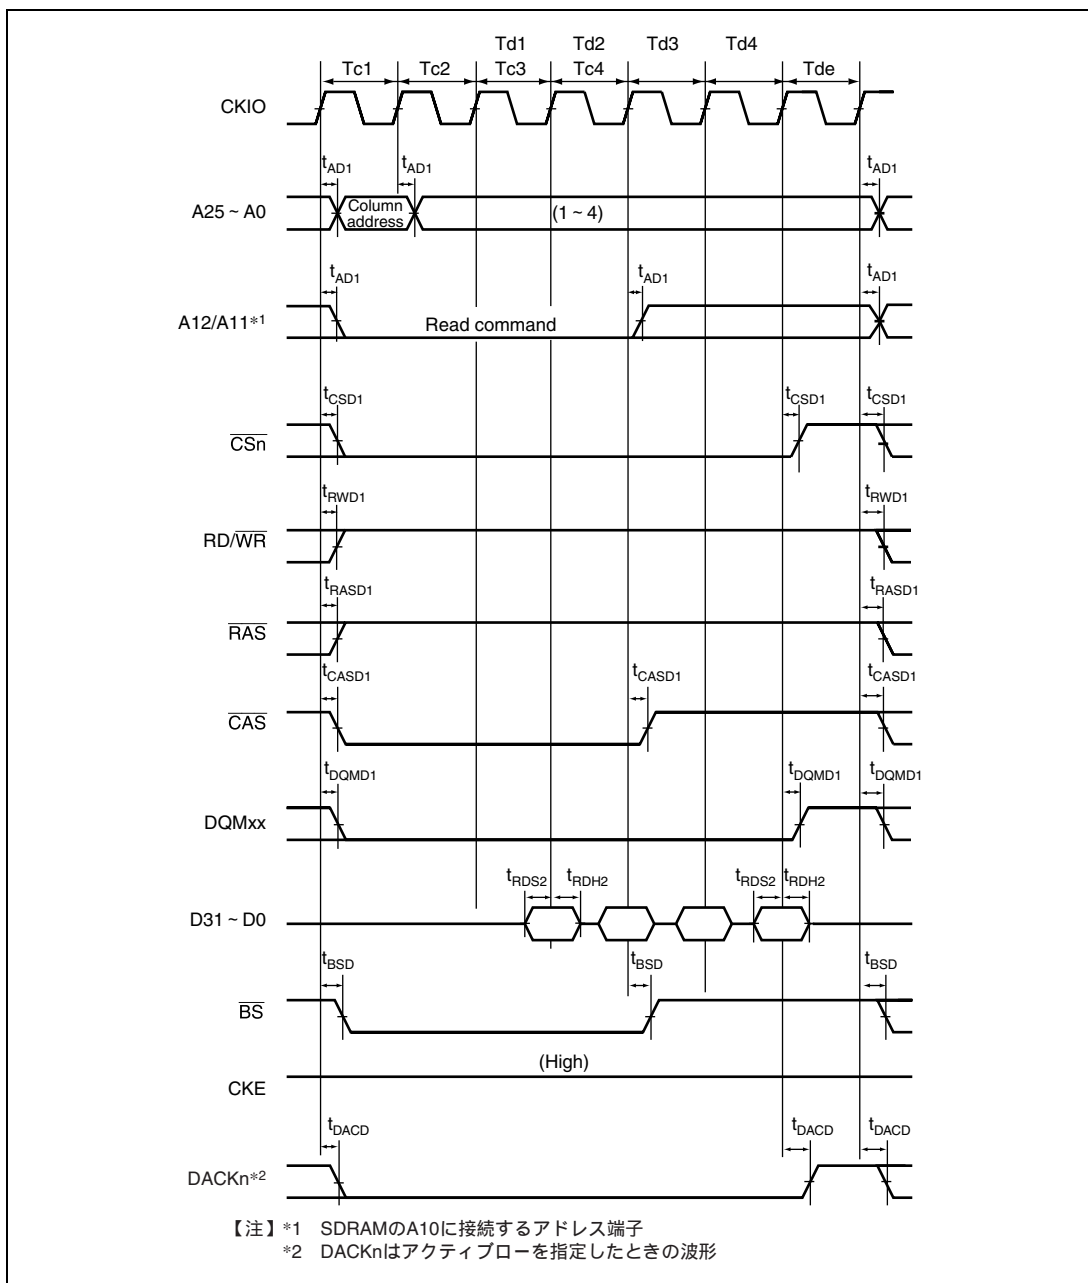 Td1 Td2 Td3 Td4
Tc1 Tc2 Tc3 Tc4 Tde
CKIO
tAD1 tAD1 tAD1
A25 ~ A0 Column address (1 ~ 4)
tAD1 tAD1 tAD1
A12/A11*1 Read command
tCSD1 tCSD1 tCSD1
CSn
tRWD1 tRWD1
RD/WR
tRASD1 tRASD1
RAS
tCASD1 tCASD1 tCASD1
CAS
tDQMD1 tDQMD1 tDQMD1
DQMxx
tRDS2 tRDH2 tRDS2 tRDH2
D31 ~ D0
tBSD tBSD tBSD
BS
(High)
CKE
tDACD tDACD tDACD
DACKn*2
【注】*1 SDRAMのA10に接続するアドレス端子
*2 DACKnはアクティブローを指定したときの波形